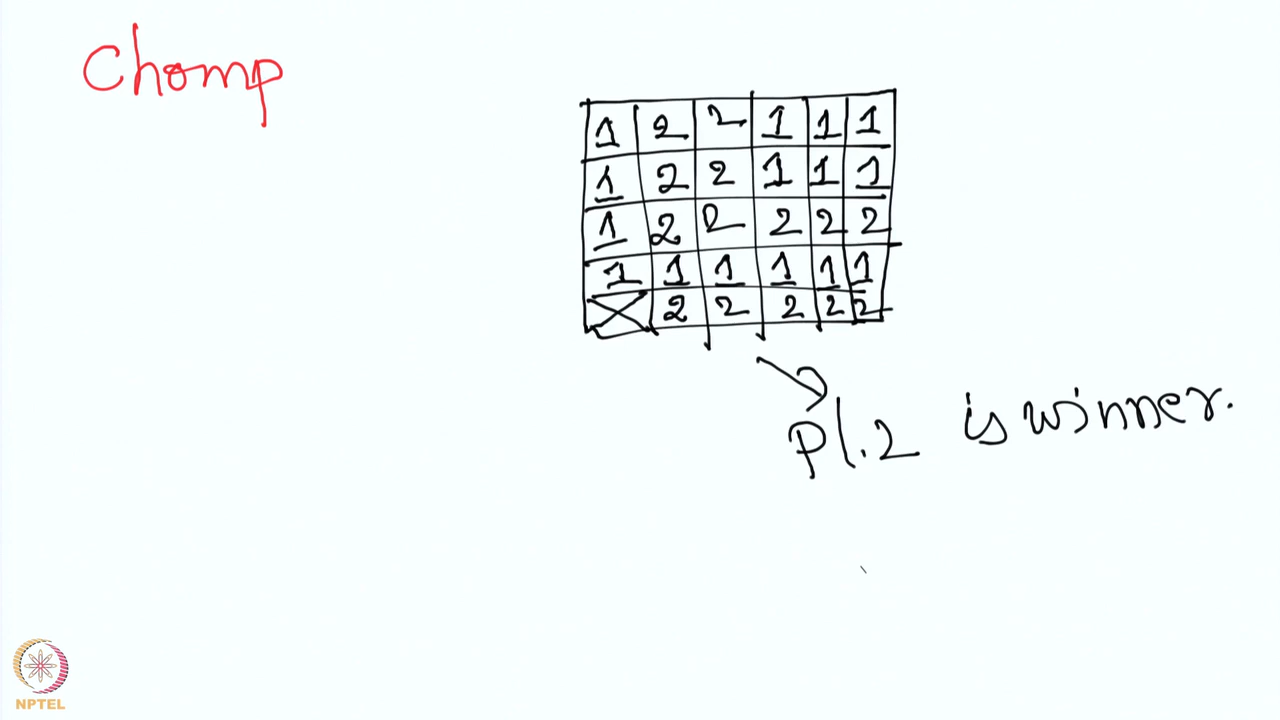 Chomp
1 2 2 1 1 1
1 2 2 1 1 1
1 2 2 2 2 2
1 1 1 1 1 1
2 2 2 2 2
Pl.2 is winner.
NPTEL